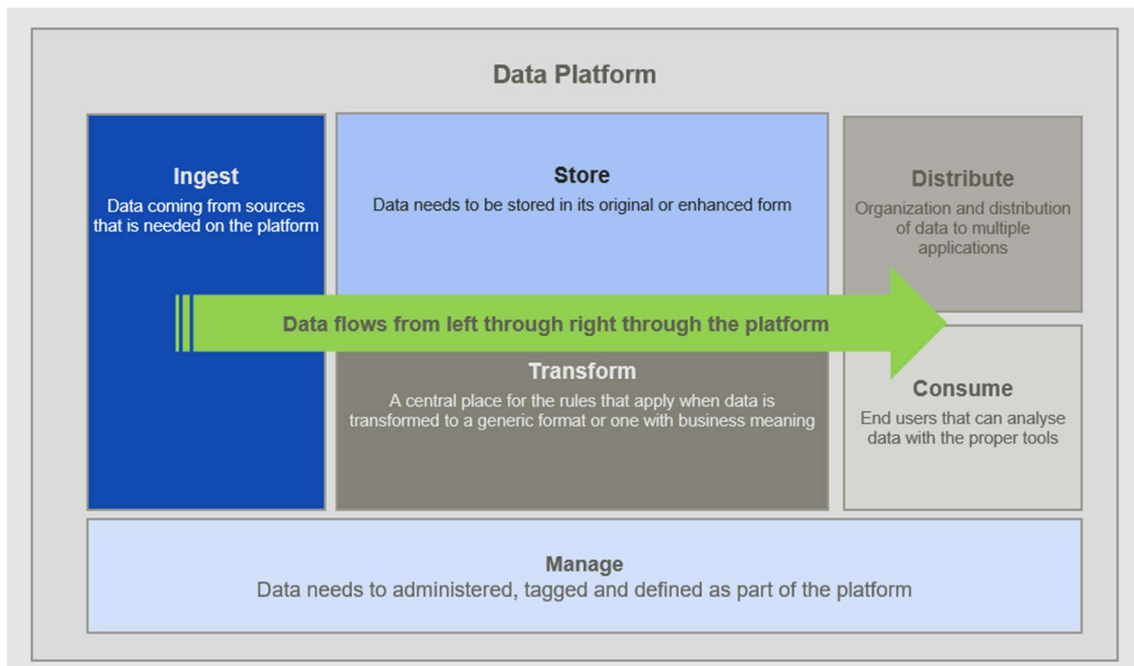 Data Platform
Ingest
Data coming from sources
that is needed on the platform
Store
Data needs to be stored in its original or enhanced form
Distribute
Organization and distribution
of data to multiple
applications
Data flows from left through right through the platform
Transform
A central place for the rules that apply when data is
transformed to a generic format or one with business meaning
Consume
End users that can analyse
data with the proper tools
Manage
Data needs to administered, tagged and defined as part of the platform